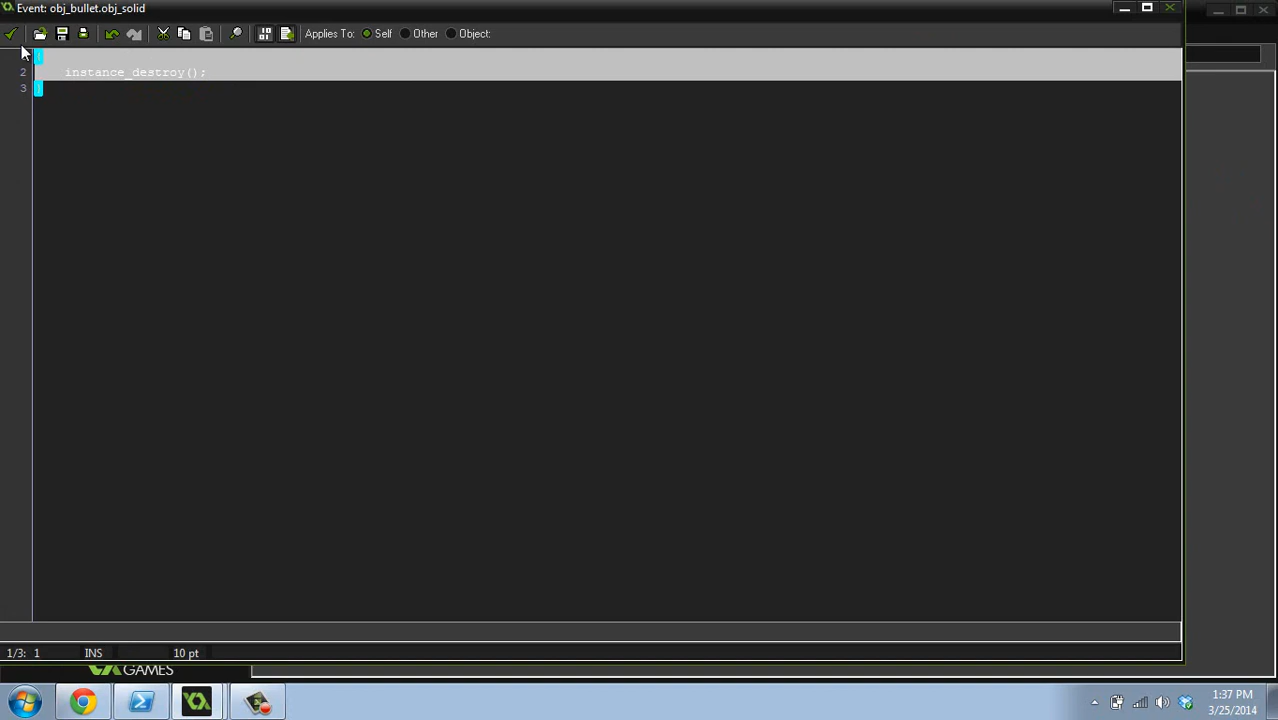 Event: obj_bullet.obj_solid
Applies To: Self Other Object:
{
2 instance_destroy();
3 }
1/3: 1 INS 10 pt
GAMES
1:37 PM
3/25/2014